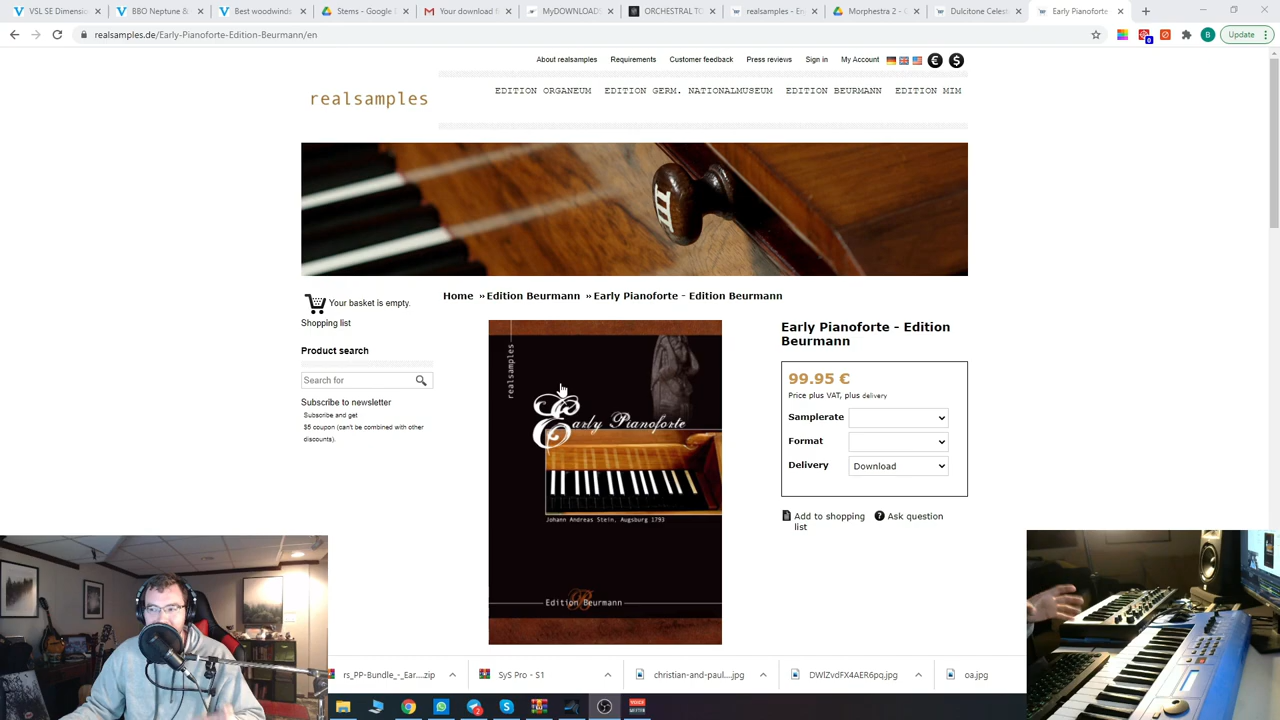 VSL SE Dimension
BBO Neptune &
Best woodwinds
Stems - Google
Your download f
MyDOWNLOAD
ORCHESTRAL TO
realsamples - En
Morphestra 2 - G
Dulcitone Celest
Early Pianoforte
realsamples.de/Early-Pianoforte-Edition-Beurmann/en
B
Update
About realsamples Requirements Customer feedback Press reviews Sign in My Account € $
realsamples
EDITION ORGANEUM EDITION GERM. NATIONALMUSEUM EDITION BEURMANN EDITION MIM
III
Your basket is empty.
Shopping list
Product search
Search for
Subscribe to newsletter
Subscribe and get
$5 coupon (can't be combined with other
discounts).
Home » Edition Beurmann » Early Pianoforte - Edition Beurmann
realsamples
Early Pianoforte
Johann Andreas Stein, Augsburg 1793
Edition Beurmann
Early Pianoforte - Edition
Beurmann
99.95 €
Price plus VAT, plus delivery
Samplerate
Format
Delivery Download
Add to shopping
list
Ask question
rs_PP-Bundle_-_Ear....zip
SyS Pro - S1
christian-and-paul....jpg
DWlZvdFX4AER6pq.jpg
oa.jpg